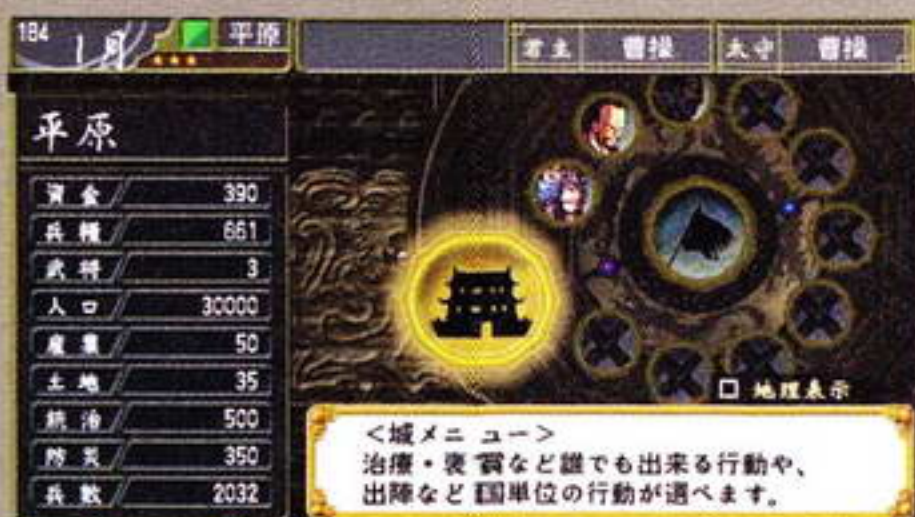 184 1月 平原
君主 曹操 太守 曹操
平原
資金 390
兵糧 661
武将 3
人口 30000
産業 50
土地 35
統治 500
防災 350
兵数 2032
□ 地理表示
<城メニュー>
治療・褒賞など誰でも出来る行動や、
出陣など国単位の行動が選べます。